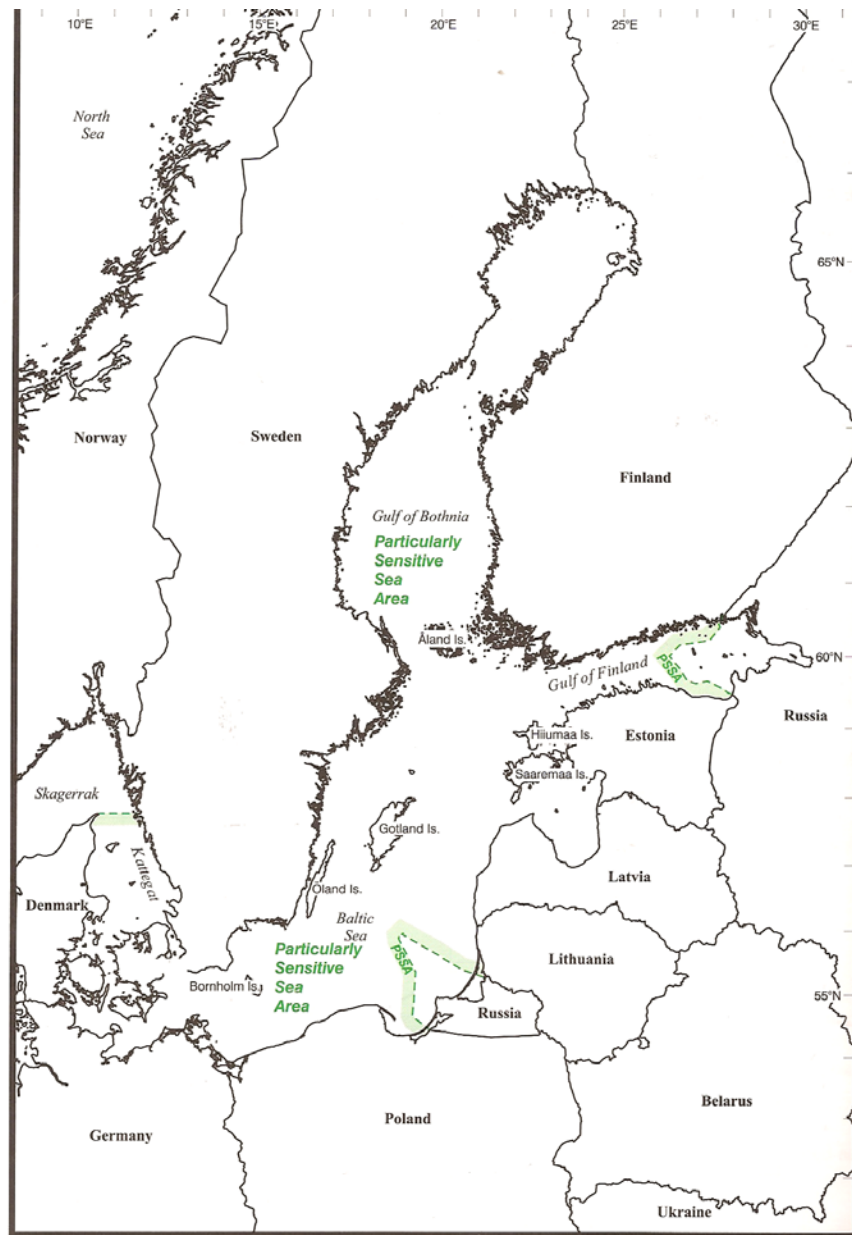 10°E
15°E
20°E
25°E
30°E
North
Sea
65°N
Norway
Sweden
Finland
Gulf of Bothnia
Particularly
Sensitive
Sea
Area
Åland Is.
60°N
Gulf of Finland
PSSA
Russia
Hiiumaa Is.
Estonia
Saaremaa Is.
Skagerrak
Gotland Is.
Kattegat
Latvia
Öland Is.
Denmark
Baltic
Sea
Particularly
Sensitive
Sea
Area
PSSA
Lithuania
Bornholm Is.
55°N
Russia
Belarus
Poland
Germany
Ukraine